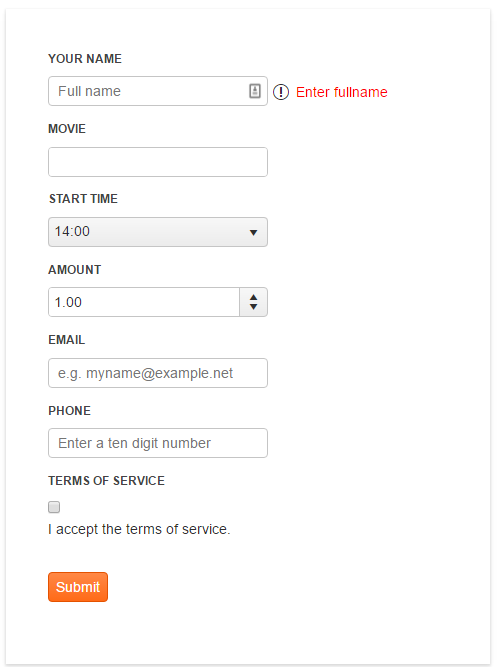 YOUR NAME
Full name
! Enter fullname
MOVIE
START TIME
14:00
AMOUNT
1.00
EMAIL
e.g. myname@example.net
PHONE
Enter a ten digit number
TERMS OF SERVICE
I accept the terms of service.
Submit